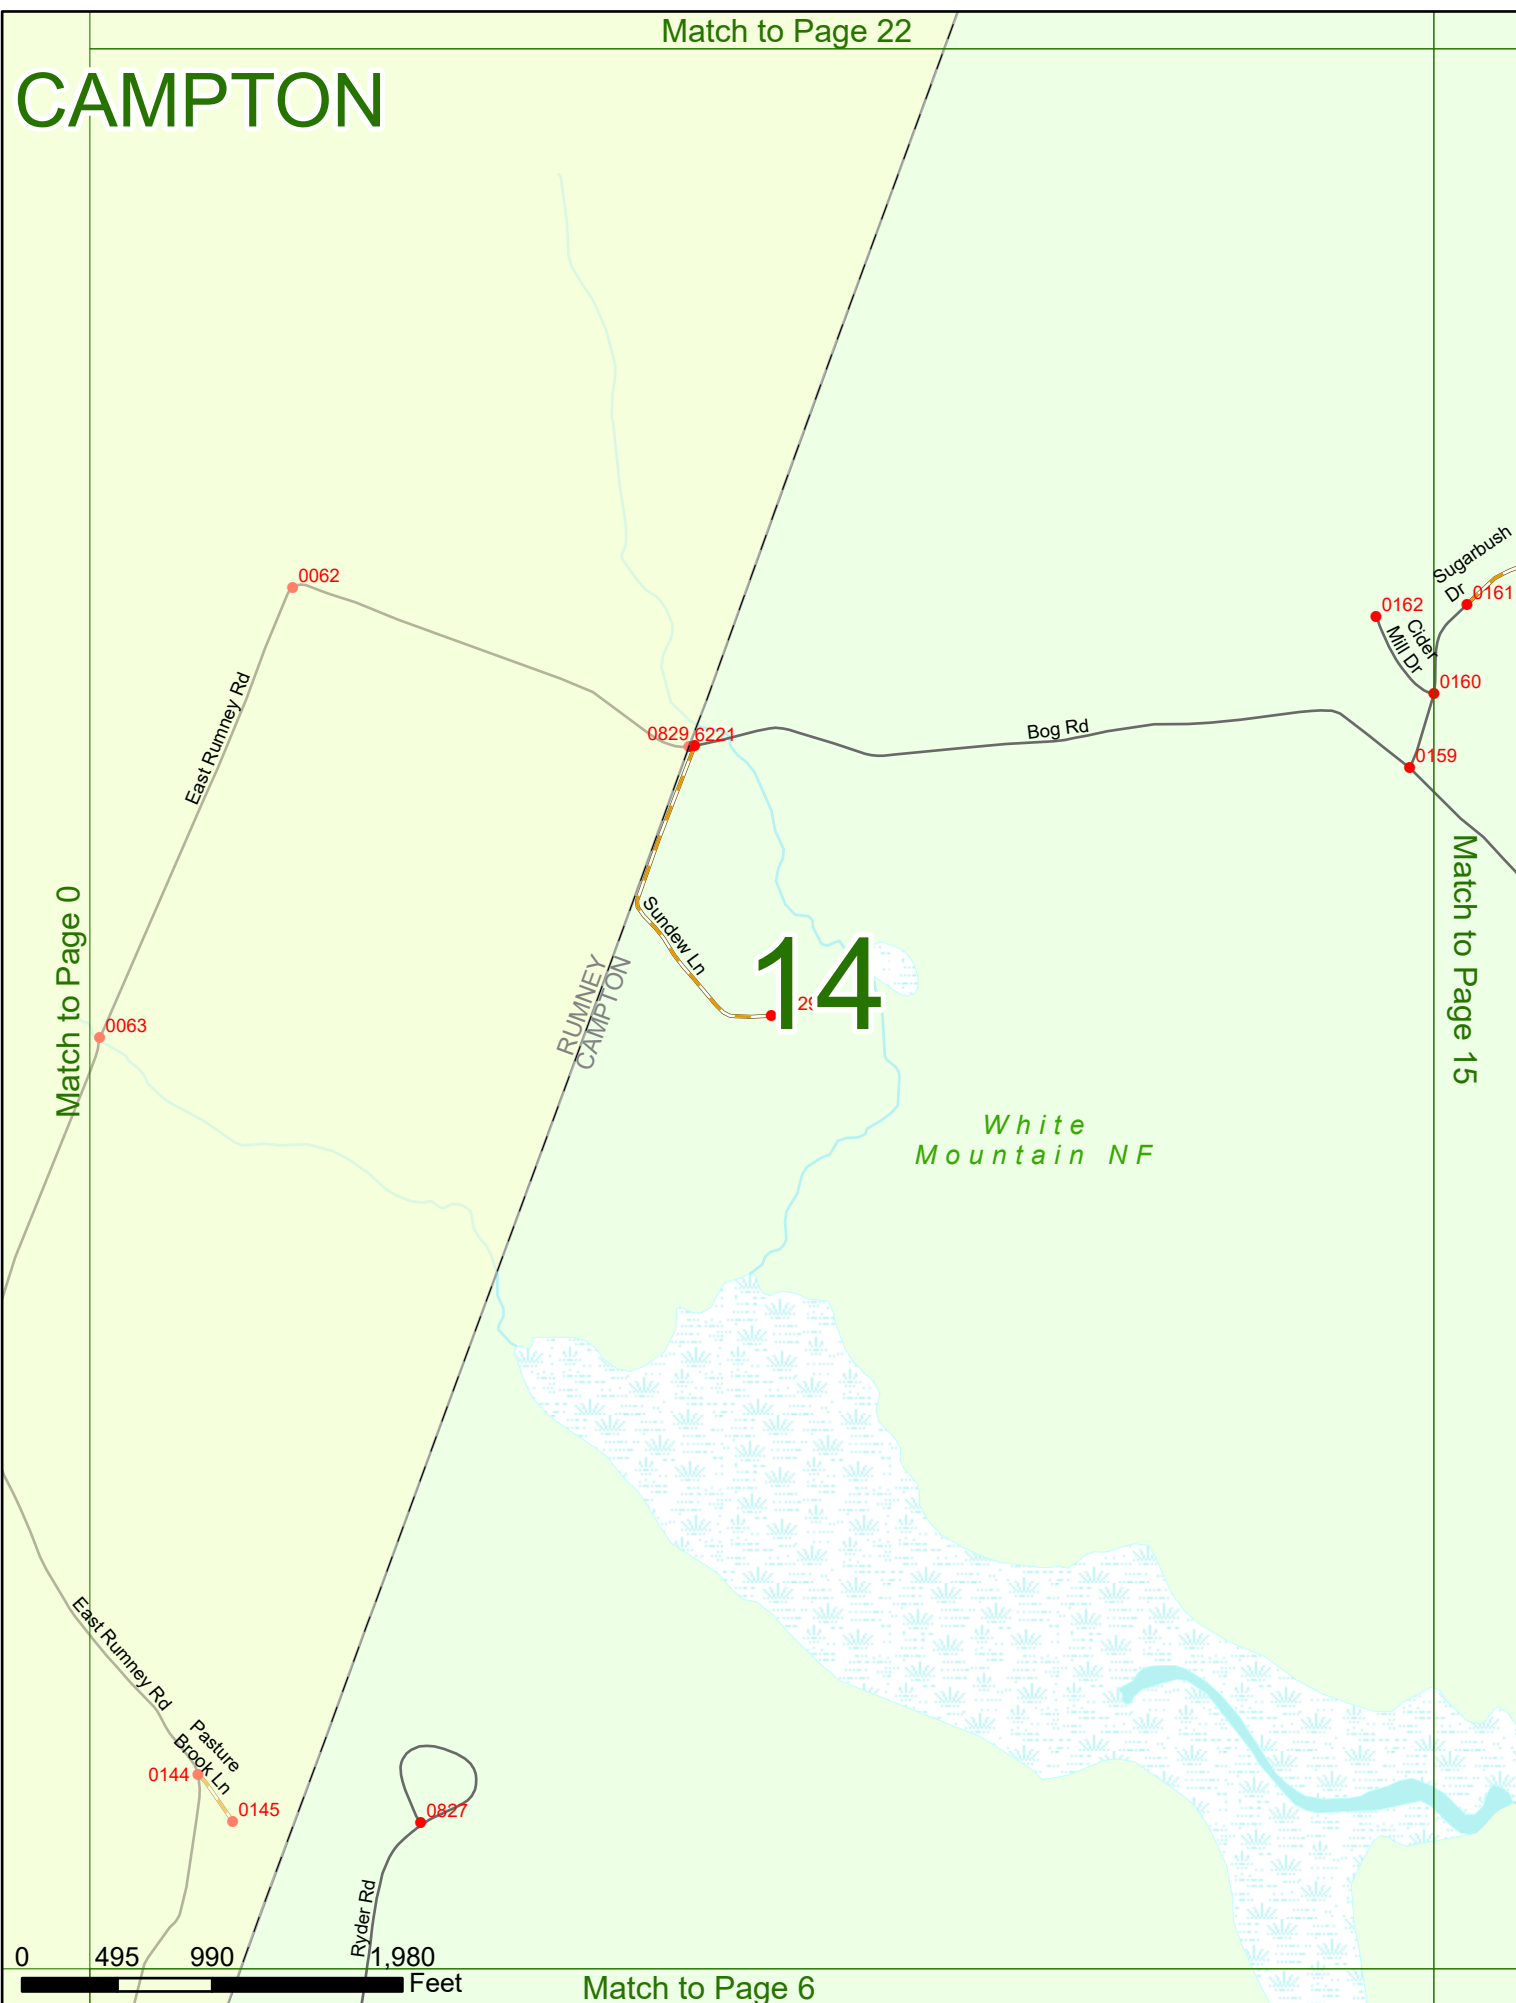 Match to Page 22
CAMPTON
Sugarbush
Dr
0161
0062
0162
Cider
Mill Dr
0160
East Rumney Rd
0829
6221
Bog Rd
0159
Match to Page 0
Match to Page 15
Sundew Ln
14
RUMNEY
CAMPTON
0063
White
Mountain NF
East Rumney Rd
Pasture
Brook Ln
0144
0145
0827
Ryder Rd
0 495 990 1,980
Feet
Match to Page 6